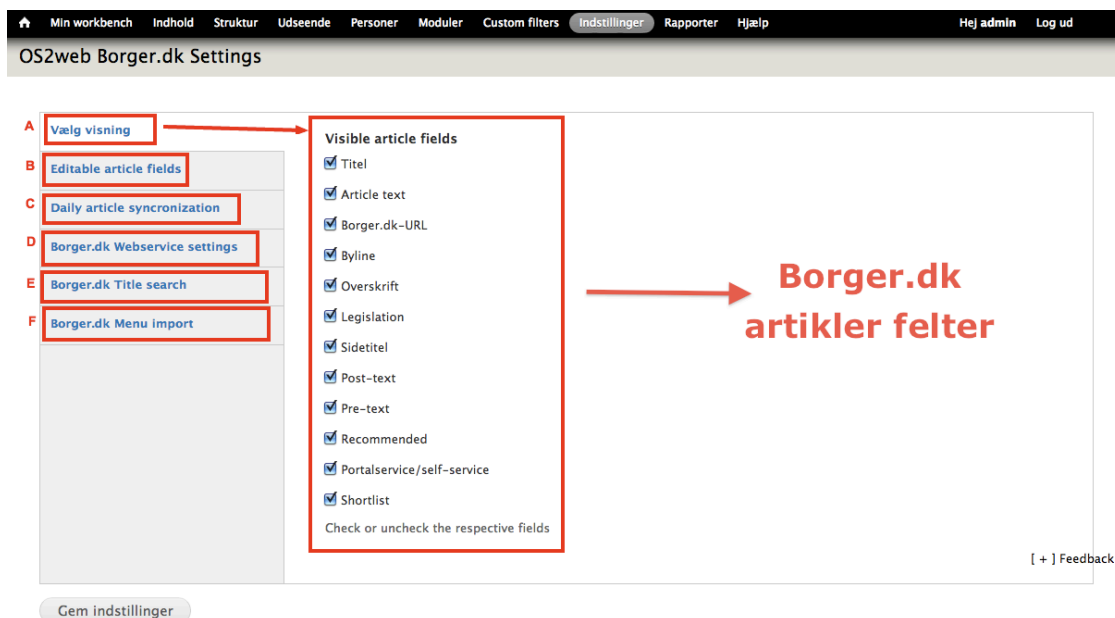 Min workbench Indhold Struktur Udseende Personer Moduler Custom filters Indstillinger Rapporter Hjælp Hej admin Log ud
OS2web Borger.dk Settings
A Vælg visning
B Editable article fields
C Daily article syncronization
D Borger.dk Webservice settings
E Borger.dk Title search
F Borger.dk Menu import
Visible article fields
Titel
Article text
Borger.dk-URL
Byline
Overskrift
Legislation
Sidetitel
Post-text
Pre-text
Recommended
Portalservice/self-service
Shortlist
Check or uncheck the respective fields
Borger.dk
artikler felter
[ + ] Feedback
Gem indstillinger